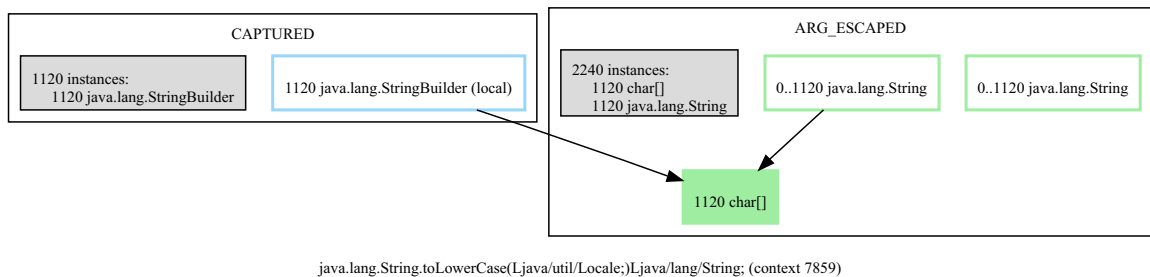 CAPTURED
1120 instances:
1120 java.lang.StringBuilder
1120 java.lang.StringBuilder (local)
ARG_ESCAPED
2240 instances:
1120 char[]
1120 java.lang.String
0..1120 java.lang.String
0..1120 java.lang.String
1120 char[]
java.lang.String.toLowerCase(Ljava/util/Locale;)Ljava/lang/String; (context 7859)